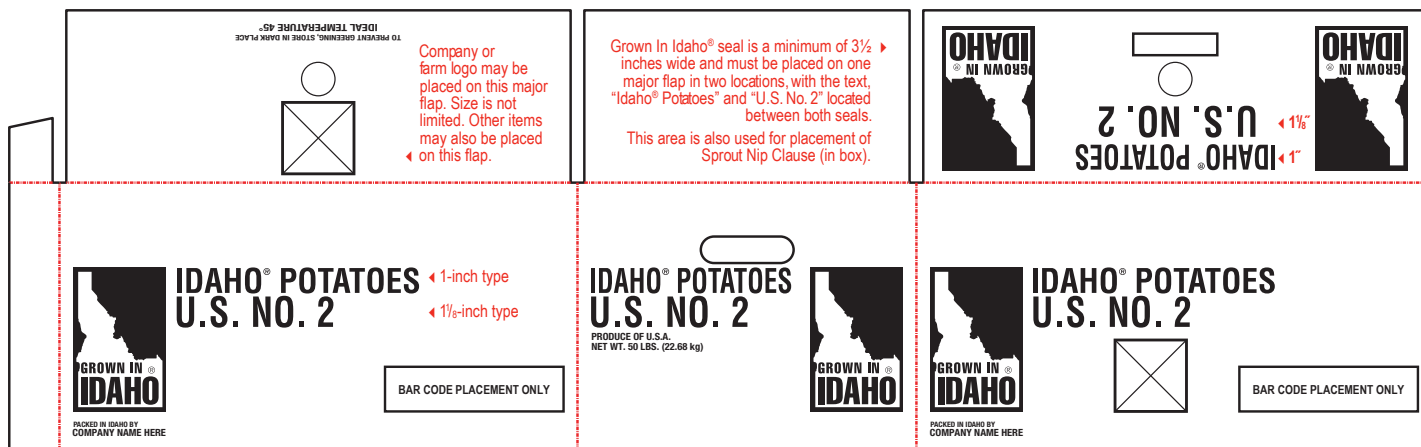 TO PREVENT GREENING, STORE IN DARK PLACE
IDEAL TEMPERATURE 45°
Company or
farm logo may be
placed on this major
flap. Size is not
limited. Other items
may also be placed
on this flap.
Grown In Idaho® seal is a minimum of 3½
inches wide and must be placed on one
major flap in two locations, with the text,
“Idaho® Potatoes” and “U.S. No. 2” located
between both seals.
This area is also used for placement of
Sprout Nip Clause (in box).
GROWN IN ®
IDAHO
IDAHO® POTATOES
1"
U.S. NO. 2
1⅛"
GROWN IN ®
IDAHO
IDAHO® POTATOES
1-inch type
U.S. NO. 2
1⅛-inch type
GROWN IN ®
IDAHO
BAR CODE PLACEMENT ONLY
PACKED IN IDAHO BY
COMPANY NAME HERE
IDAHO® POTATOES
U.S. NO. 2
PRODUCE OF U.S.A.
NET WT. 50 LBS. (22.68 kg)
GROWN IN ®
IDAHO
IDAHO® POTATOES
U.S. NO. 2
GROWN IN ®
IDAHO
BAR CODE PLACEMENT ONLY
PACKED IN IDAHO BY
COMPANY NAME HERE